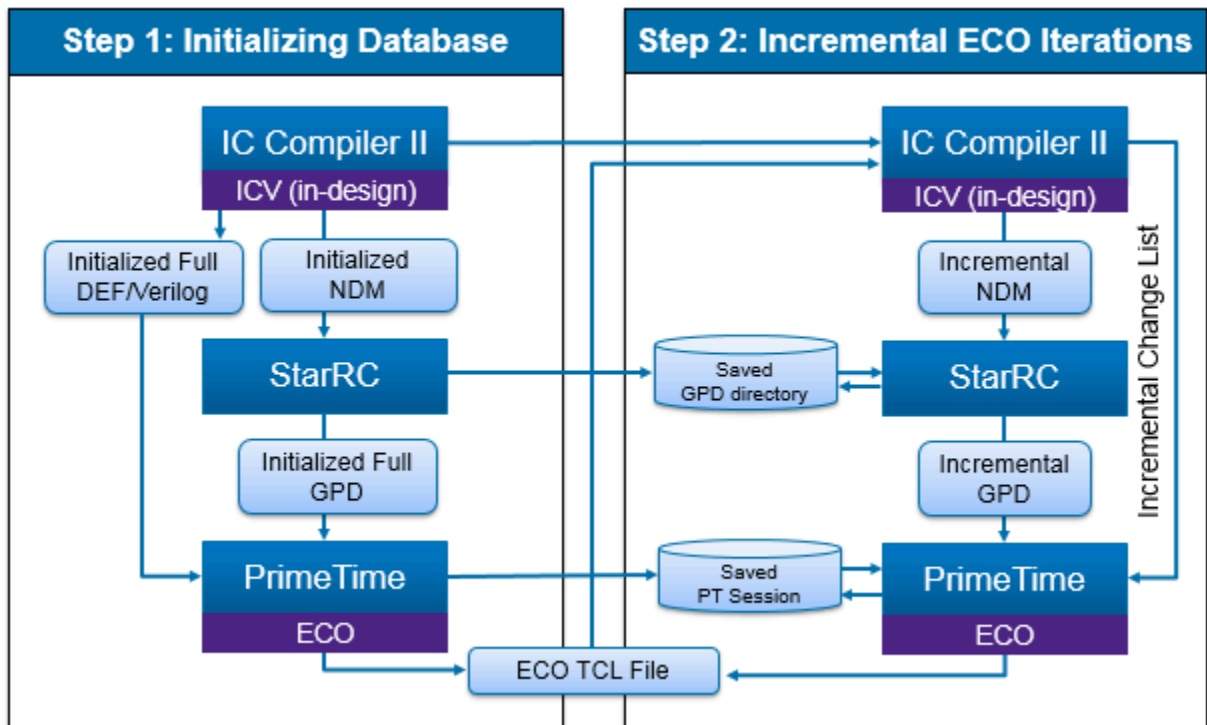 Step 1: Initializing Database
IC Compiler II
ICV (in-design)
Initialized Full
DEF/Verilog
Initialized
NDM
StarRC
Initialized Full
GPD
PrimeTime
ECO
Step 2: Incremental ECO Iterations
IC Compiler II
ICV (in-design)
Incremental
NDM
Incremental Change List
Saved
GPD directory
StarRC
Incremental
GPD
Saved
PT Session
PrimeTime
ECO
ECO TCL File